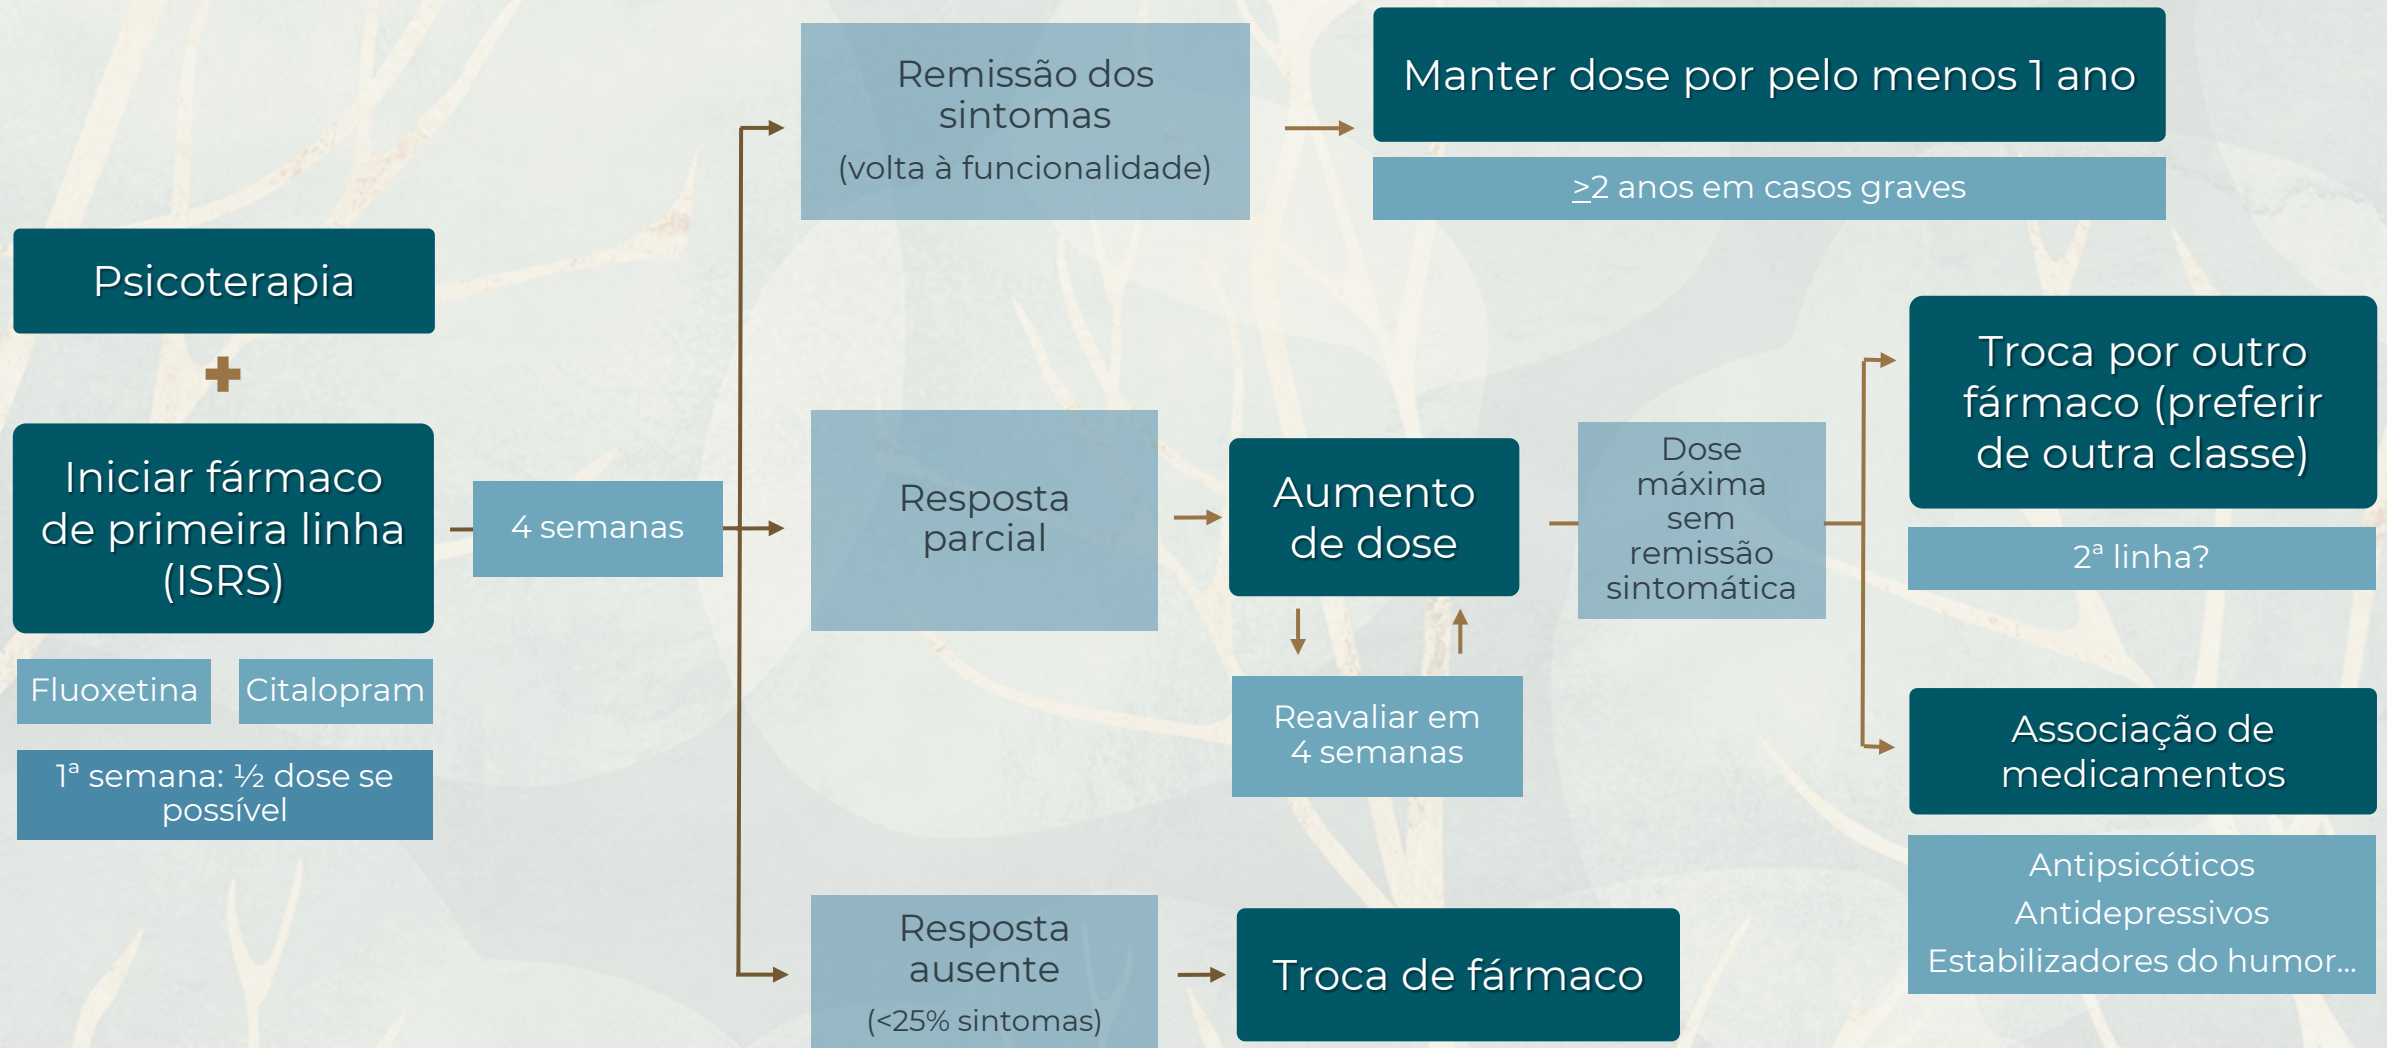 Psicoterapia
Iniciar fármaco
de primeira linha
(ISRS)
Fluoxetina
Citalopram
1ª semana: ½ dose se
possível
4 semanas
Remissão dos
sintomas
(volta à funcionalidade)
Manter dose por pelo menos 1 ano
≥2 anos em casos graves
Resposta
parcial
Aumento
de dose
Reavaliar em
4 semanas
Dose
máxima
sem
remissão
sintomática
Troca por outro
fármaco (preferir
de outra classe)
2ª linha?
Associação de
medicamentos
Antipsicóticos
Antidepressivos
Estabilizadores do humor...
Resposta
ausente
(<25% sintomas)
Troca de fármaco